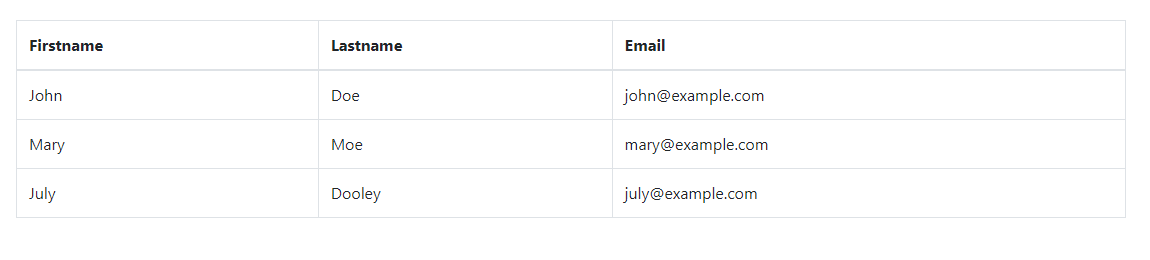 Firstname Lastname Email
John Doe john@example.com
Mary Moe mary@example.com
July Dooley july@example.com